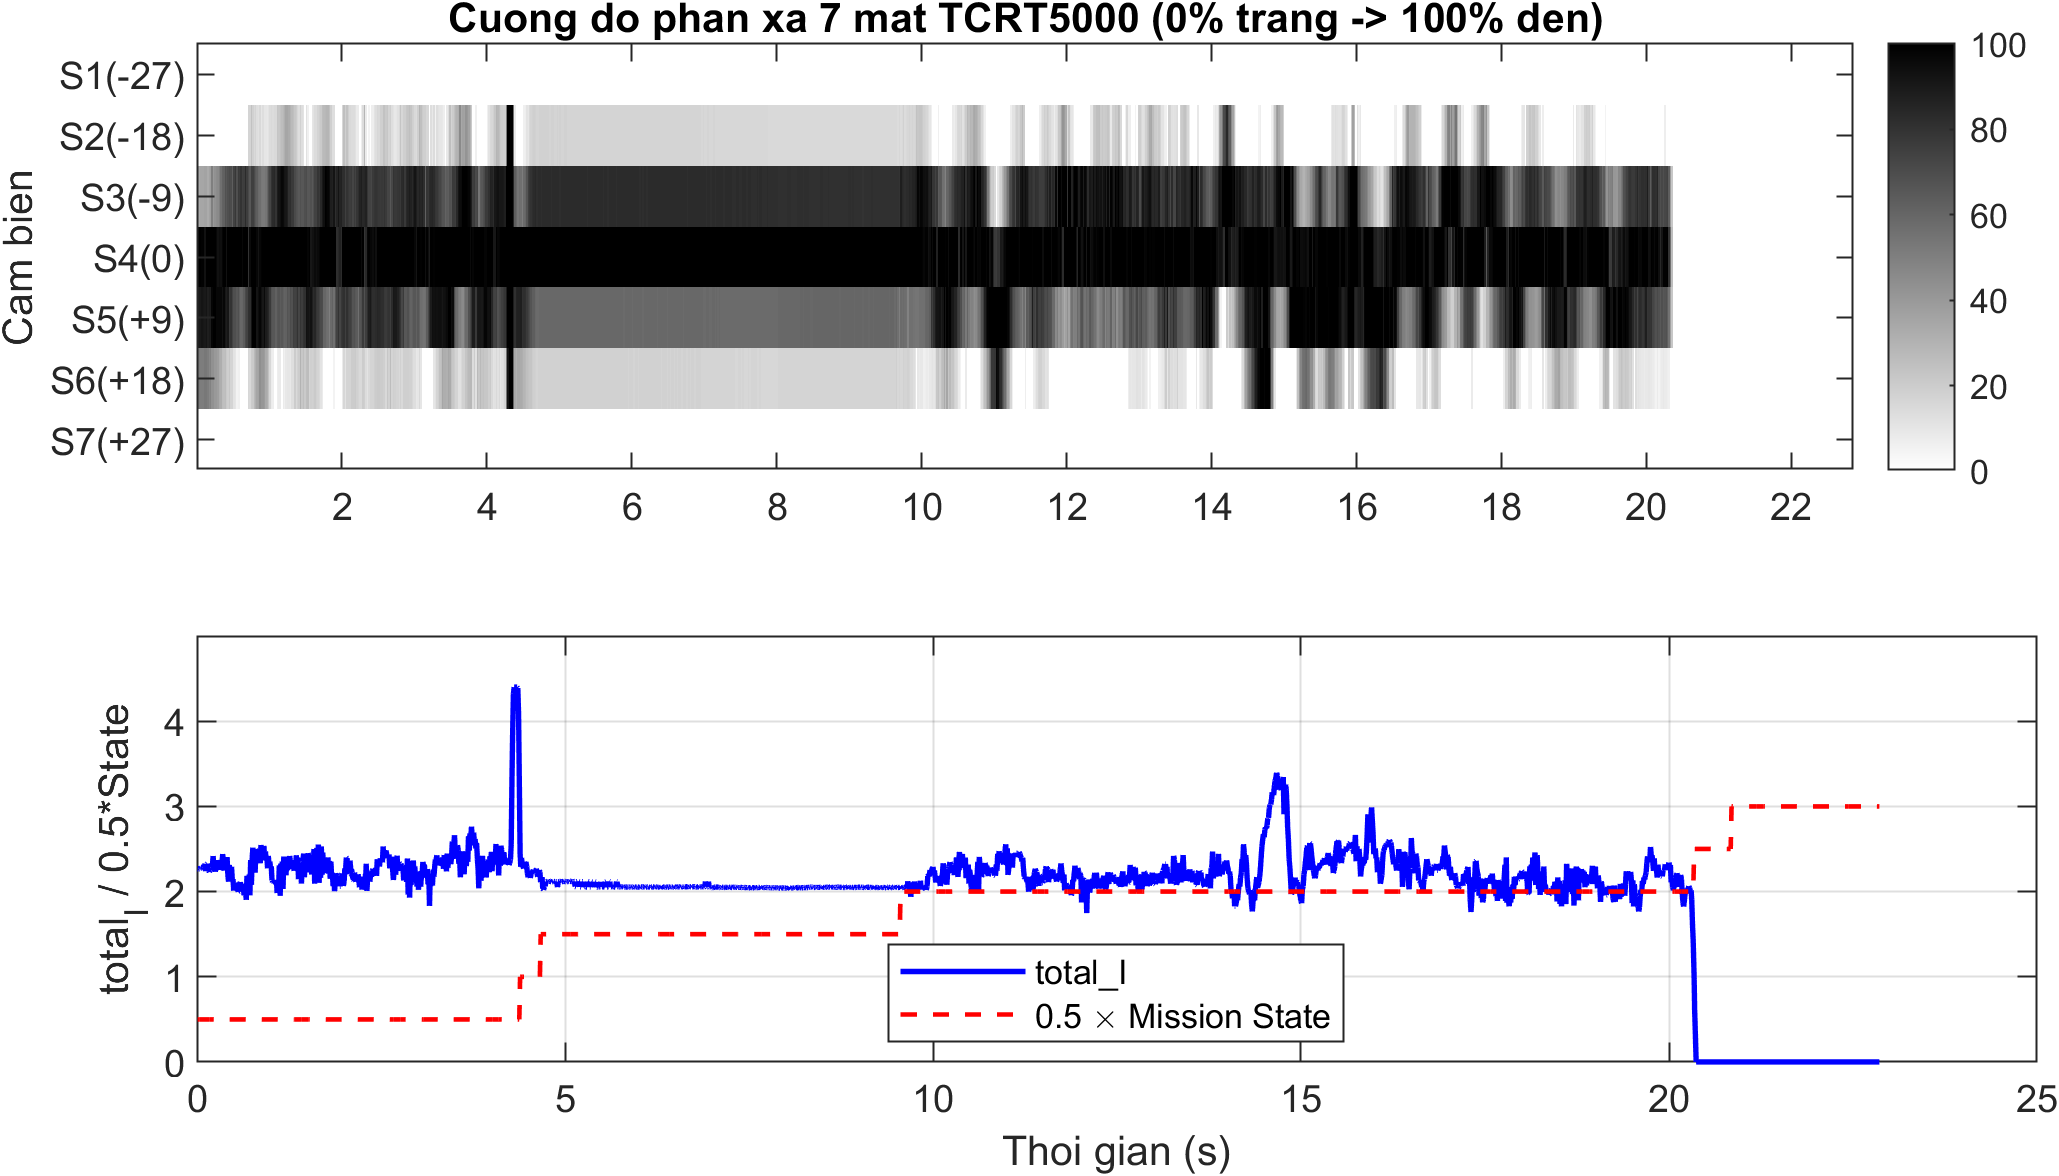 Cuong do phan xa 7 mat TCRT5000 (0% trang -> 100% den)
Cam bien
S1(-27)
S2(-18)
S3(-9)
S4(0)
S5(+9)
S6(+18)
S7(+27)
2 4 6 8 10 12 14 16 18 20 22
100
80
60
40
20
0
total_I / 0.5*State
4
3
2
1
0
0 5 10 15 20 25
total_I
0.5 × Mission State
Thoi gian (s)